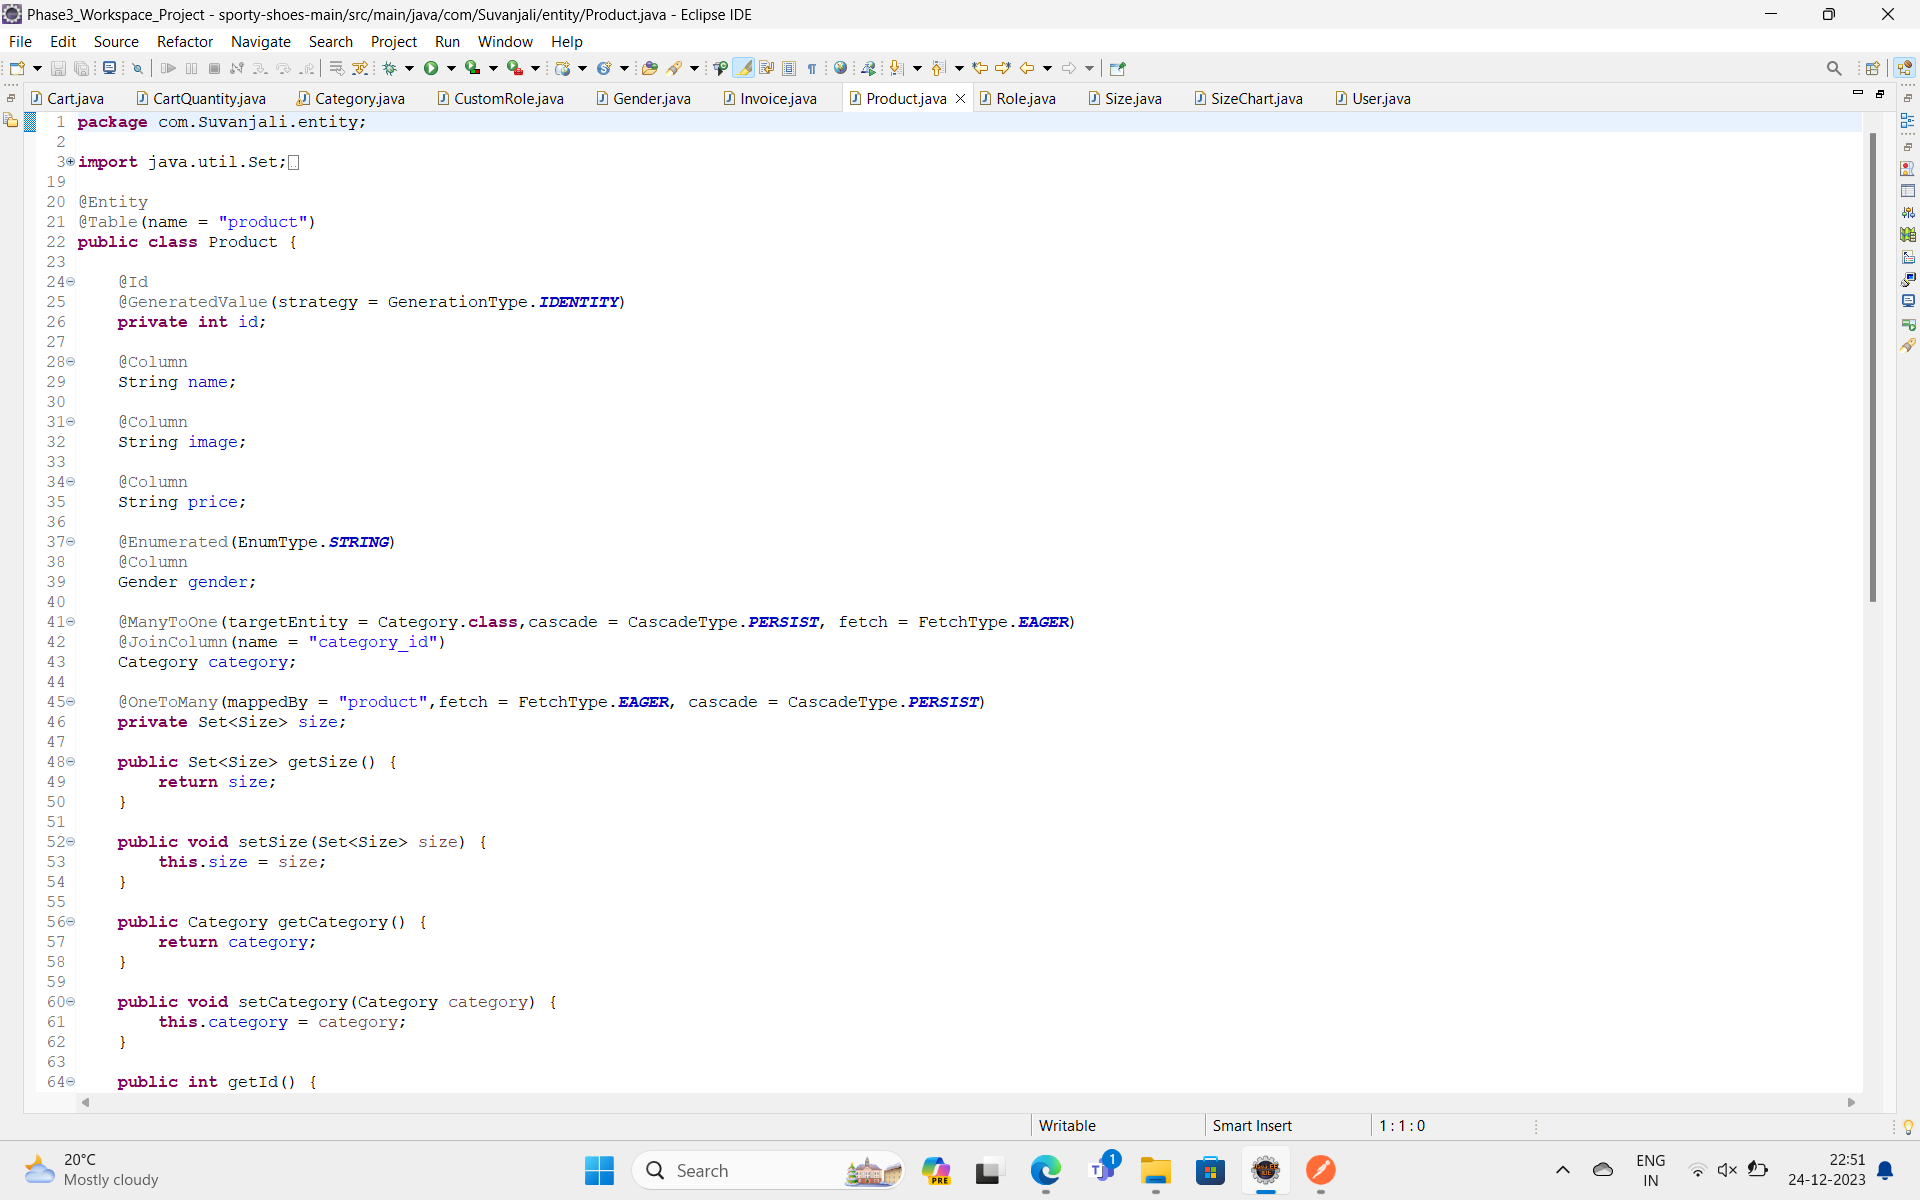 Phase3_Workspace_Project - sporty-shoes-main/src/main/java/com/Suvanjali/entity/Product.java - Eclipse IDE
File Edit Source Refactor Navigate Search Project Run Window Help
Cart.java CartQuantity.java Category.java CustomRole.java Gender.java Invoice.java Product.java Role.java Size.java SizeChart.java User.java
1 package com.Suvanjali.entity;
2
3 import java.util.Set;
19
20 @Entity
21 @Table(name = "product")
22 public class Product {
23
24 @Id
25 @GeneratedValue(strategy = GenerationType.IDENTITY)
26 private int id;
27
28 @Column
29 String name;
30
31 @Column
32 String image;
33
34 @Column
35 String price;
36
37 @Enumerated(EnumType.STRING)
38 @Column
39 Gender gender;
40
41 @ManyToOne(targetEntity = Category.class,cascade = CascadeType.PERSIST, fetch = FetchType.EAGER)
42 @JoinColumn(name = "category_id")
43 Category category;
44
45 @OneToMany(mappedBy = "product",fetch = FetchType.EAGER, cascade = CascadeType.PERSIST)
46 private Set<Size> size;
47
48 public Set<Size> getSize() {
49 return size;
50 }
51
52 public void setSize(Set<Size> size) {
53 this.size = size;
54 }
55
56 public Category getCategory() {
57 return category;
58 }
59
60 public void setCategory(Category category) {
61 this.category = category;
62 }
63
64 public int getId() {
Writable Smart Insert 1 : 1 : 0
20°C
Mostly cloudy
Search
PRE
1
ENG
IN
22:51
24-12-2023